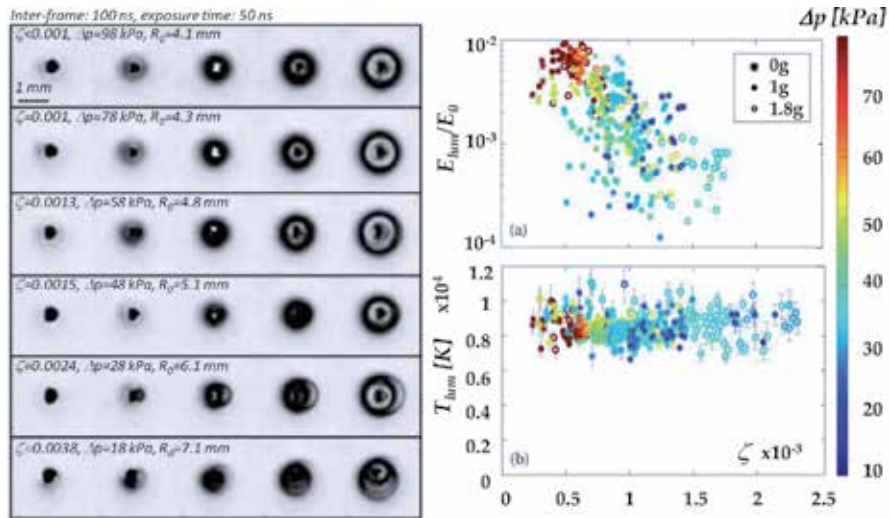 Inter-frame: 100 ns, exposure time: 50 ns
ζ<0.001, Δp=98 kPa, R₀=4.1 mm
1 mm
ζ=0.001, Δp=78 kPa, R₀=4.3 mm
ζ=0.0013, Δp=58 kPa, R₀=4.8 mm
ζ=0.0015, Δp=48 kPa, R₀=5.1 mm
ζ=0.0024, Δp=28 kPa, R₀=6.1 mm
ζ=0.0038, Δp=18 kPa, R₀=7.1 mm
Δp [kPa]
10⁻²
10⁻³
10⁻⁴
E_lum/E₀
0g
1g
1.8g
(a)
1.2
1
0.8
0.6
0.4
0.2
0
x10⁴
T_lum [K]
(b)
ζ x10⁻³
0 0.5 1 1.5 2 2.5
70
60
50
40
30
20
10